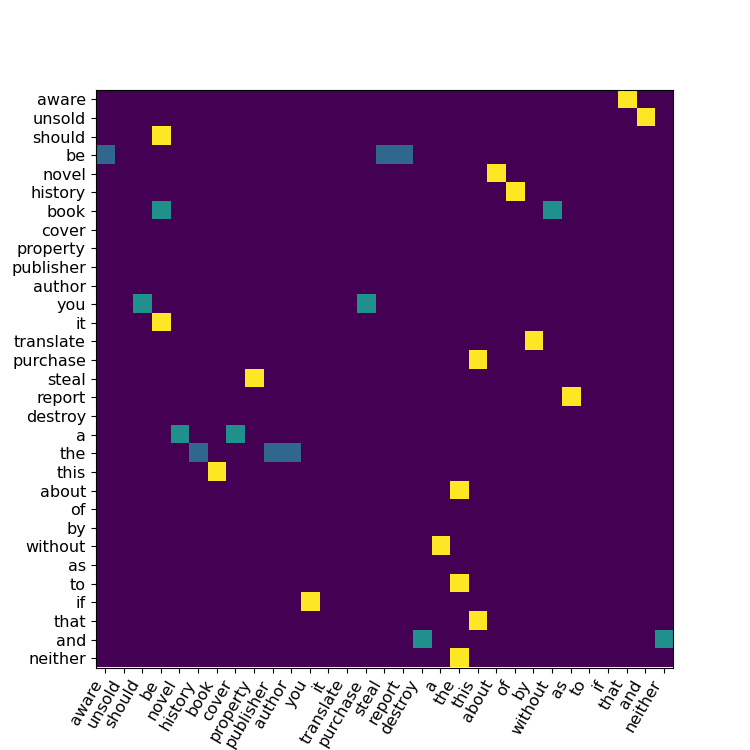 aware
unsold
should
be
novel
history
book
cover
property
publisher
author
you
it
translate
purchase
steal
report
destroy
a
the
this
about
of
by
without
as
to
if
that
and
neither
aware
unsold
should
be
novel
history
book
cover
property
publisher
author
you
it
translate
purchase
steal
report
destroy
a
the
this
about
of
by
without
as
to
if
that
and
neither